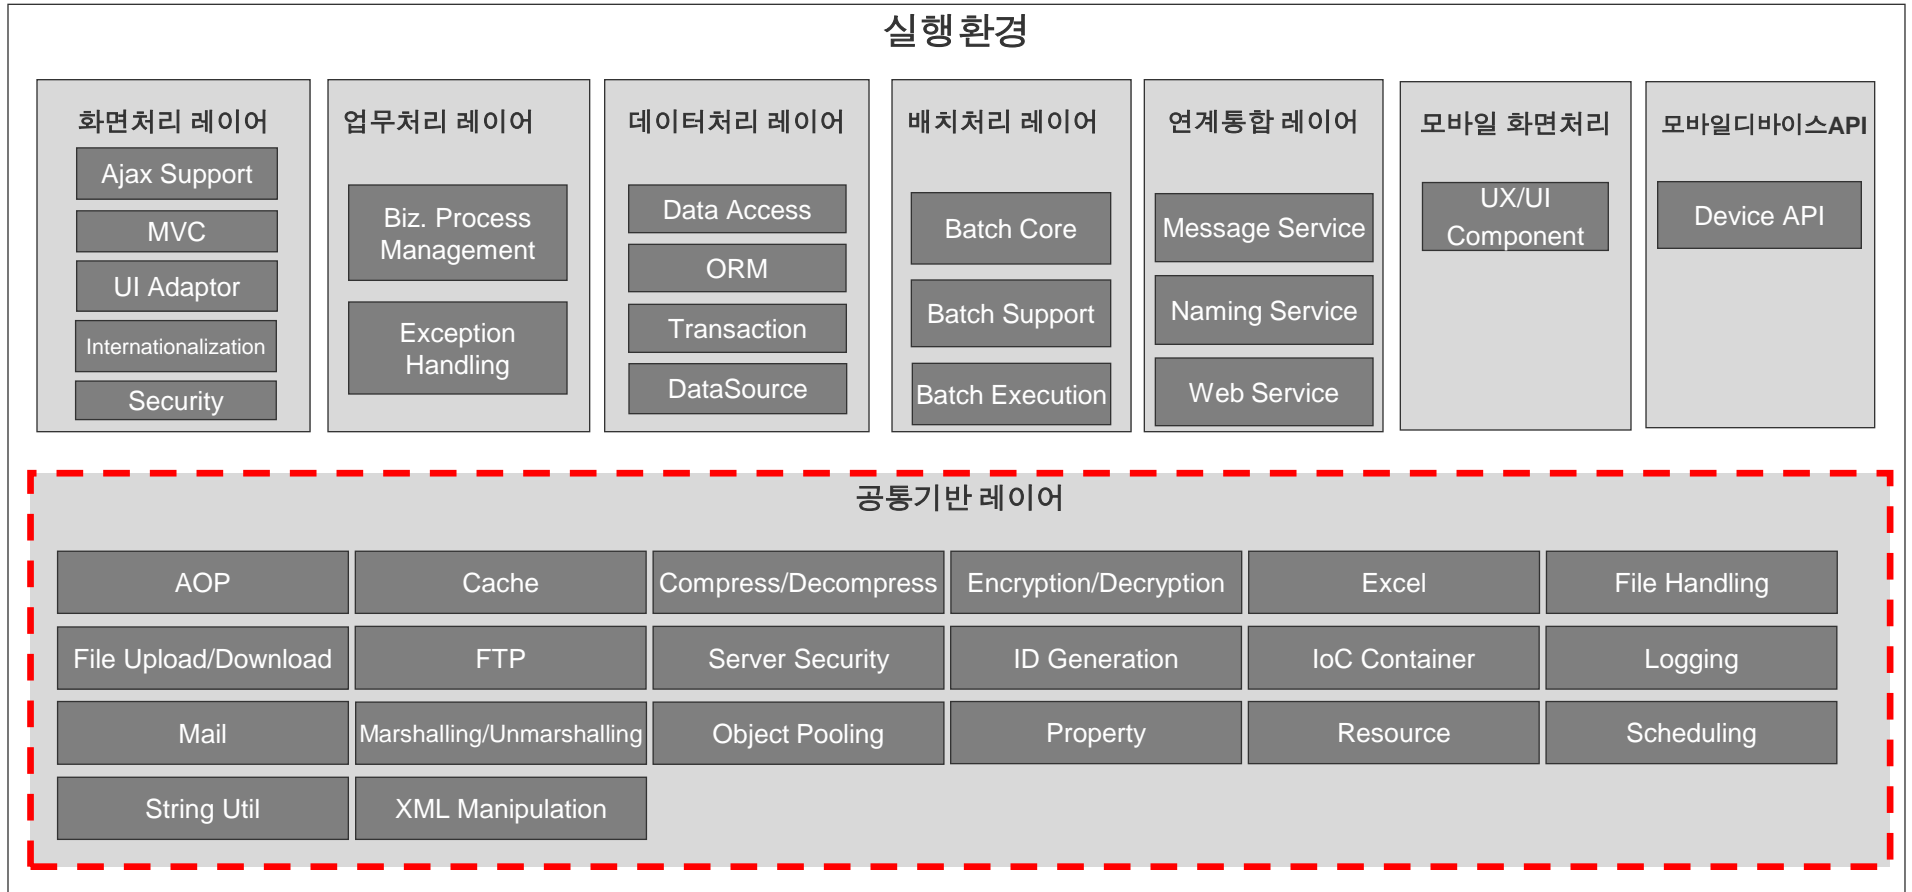 실행환경
화면처리 레이어
Ajax Support
MVC
UI Adaptor
Internationalization
Security
업무처리 레이어
Biz. Process
Management
Exception
Handling
데이터처리 레이어
Data Access
ORM
Transaction
DataSource
배치처리 레이어
Batch Core
Batch Support
Batch Execution
연계통합 레이어
Message Service
Naming Service
Web Service
모바일 화면처리
UX/UI
Component
모바일디바이스API
Device API
공통기반 레이어
AOP
Cache
Compress/Decompress
Encryption/Decryption
Excel
File Handling
File Upload/Download
FTP
Server Security
ID Generation
IoC Container
Logging
Mail
Marshalling/Unmarshalling
Object Pooling
Property
Resource
Scheduling
String Util
XML Manipulation